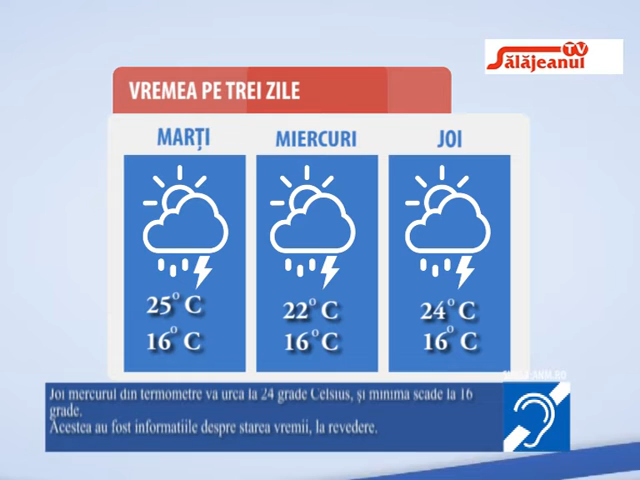 Sălăjeanul TV
VREMEA PE TREI ZILE
MARȚI MIERCURI JOI
25° C 22° C 24° C
16° C 16° C 16° C
Joi mercurul din termometre va urca la 24 grade Celsius, și minima scade la 16
grade.
Acestea au fost informatiile despre starea vremii, la revedere.